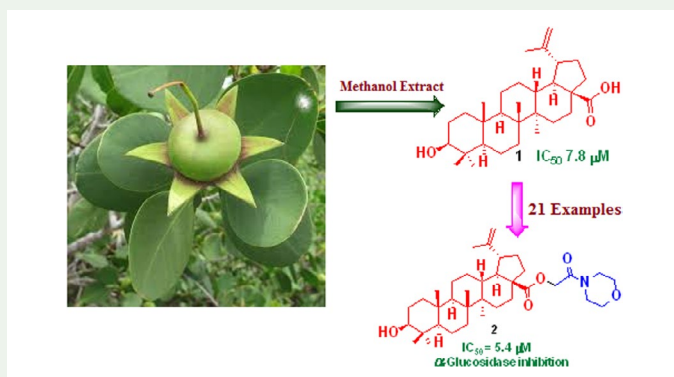 Methanol Extract
H
H
H
H
OH
O
HO
1 IC50 7.8 μM
21 Examples
H
H
H
H
O
O
O
N
O
HO
2
IC50 = 5.4 μM
α-Glucosidase inhibition